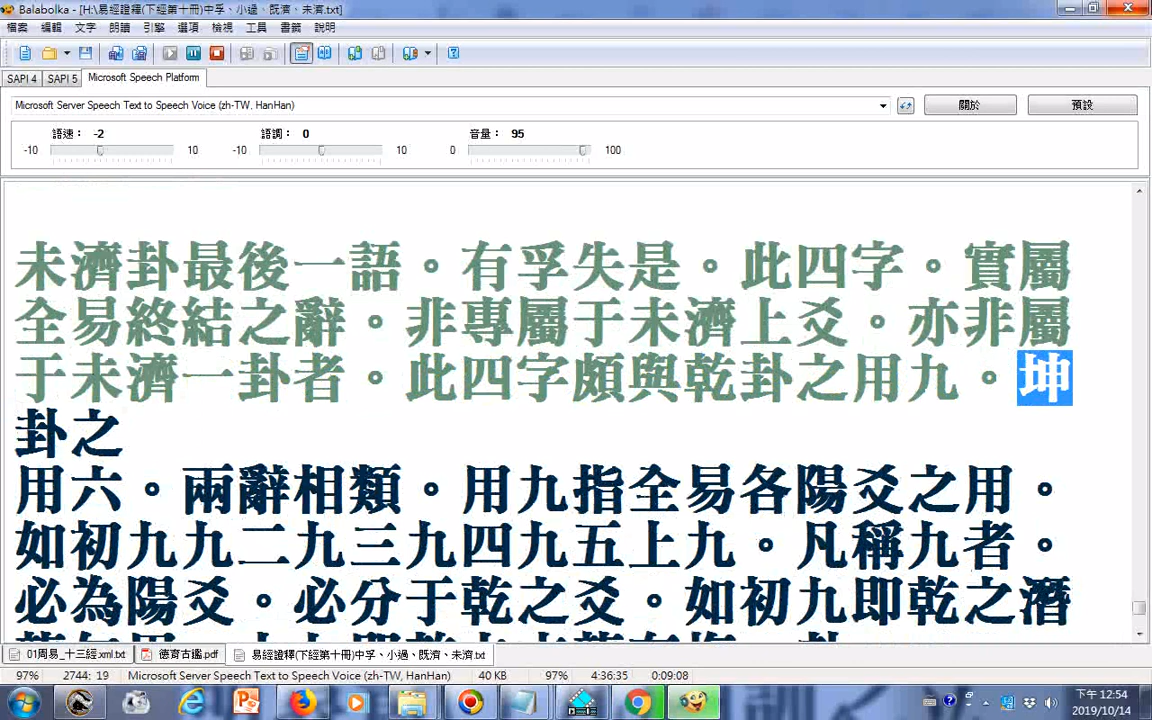 Balabolka - [H:\易經證釋(下經第十冊)中孚、小過、既濟、未濟.txt]
檔案 編輯 文字 朗讀 引擎 選項 檢視 工具 書籤 說明
SAPI 4 SAPI 5 Microsoft Speech Platform
Microsoft Server Speech Text to Speech Voice (zh-TW, HanHan) 關於 預設
語速： -2 語調： 0 音量： 95
-10 10 -10 10 0 100
未濟卦最後一語。有孚失是。此四字。實屬
全易終結之辭。非專屬于未濟上爻。亦非屬
于未濟一卦者。此四字頗與乾卦之用九。坤
卦之
用六。兩辭相類。用九指全易各陽爻之用。
如初九九二九三九四九五上九。凡稱九者。
必為陽爻。必分于乾之爻。如初九即乾之潛
01周易_十三經.xml.txt 德育古鑑.pdf 易經證釋(下經第十冊)中孚、小過、既濟、未濟.txt
97% 2744: 19 Microsoft Server Speech Text to Speech Voice (zh-TW, HanHan) 40 KB 97% 4:36:35 0:09:08
下午 12:54
2019/10/14